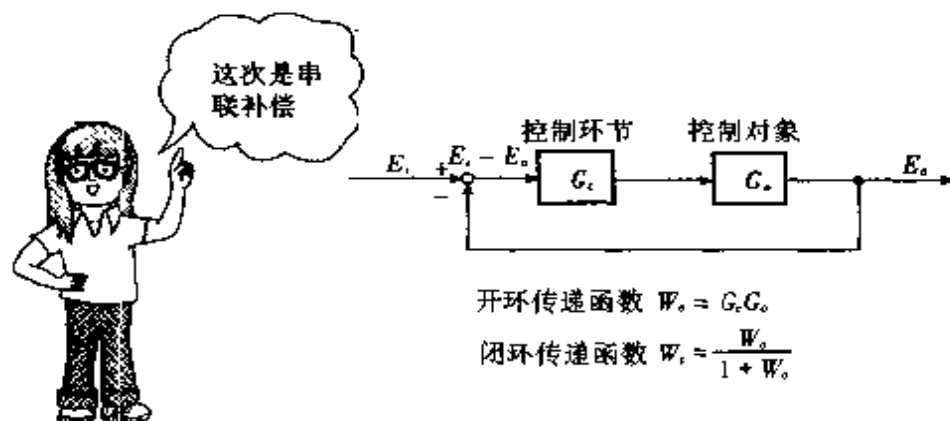 这次是串
联补偿
控制环节 控制对象
E_i + E_i - E_o G_c G_o E_o
-
开环传递函数 W_o = G_c G_o
闭环传递函数 W_c = W_o / (1 + W_o)